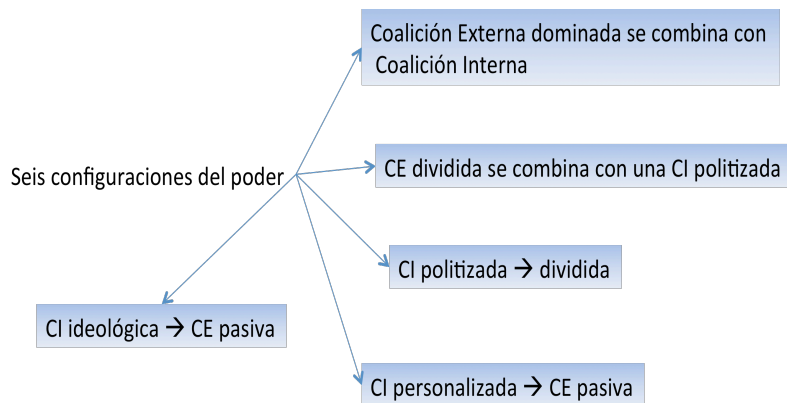 Coalición Externa dominada se combina con
Coalición Interna
Seis configuraciones del poder
CE dividida se combina con una CI politizada
CI politizada → dividida
CI ideológica → CE pasiva
CI personalizada → CE pasiva